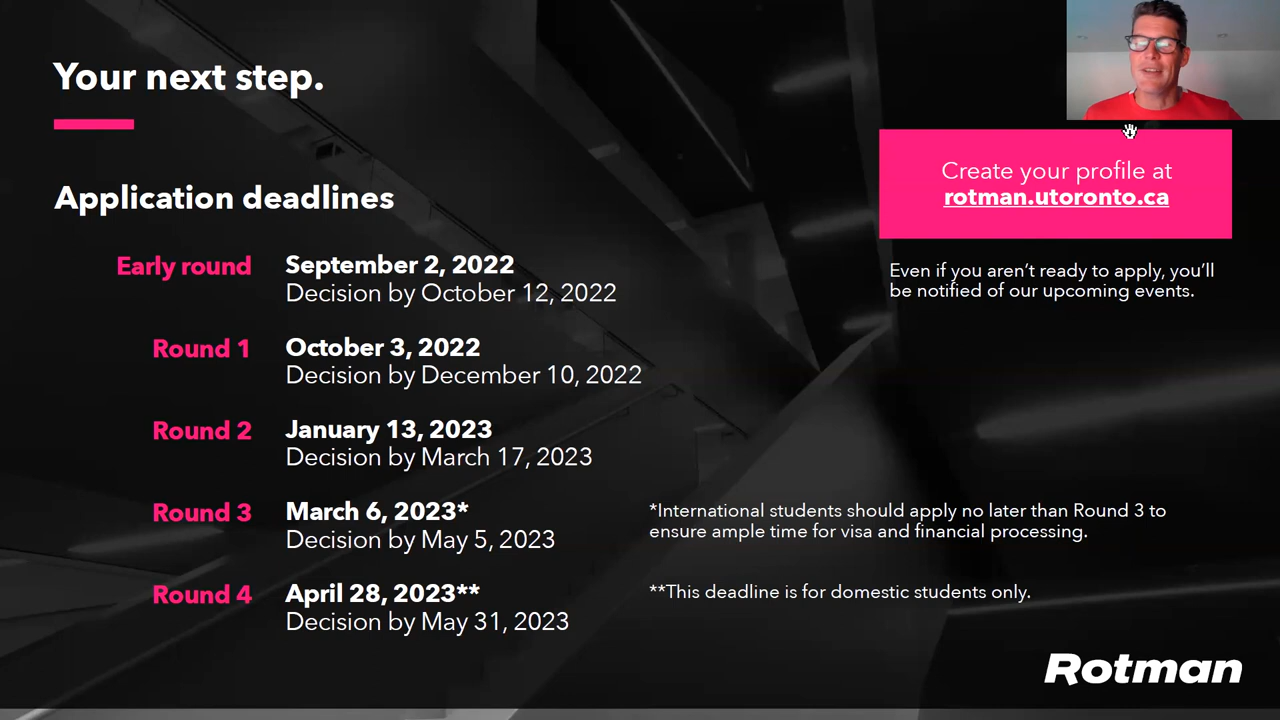 Your next step.
Application deadlines
Early round
September 2, 2022
Decision by October 12, 2022
Round 1
October 3, 2022
Decision by December 10, 2022
Round 2
January 13, 2023
Decision by March 17, 2023
Round 3
March 6, 2023*
Decision by May 5, 2023
Round 4
April 28, 2023**
Decision by May 31, 2023
Create your profile at
rotman.utoronto.ca
Even if you aren’t ready to apply, you’ll
be notified of our upcoming events.
*International students should apply no later than Round 3 to
ensure ample time for visa and financial processing.
**This deadline is for domestic students only.
Rotman